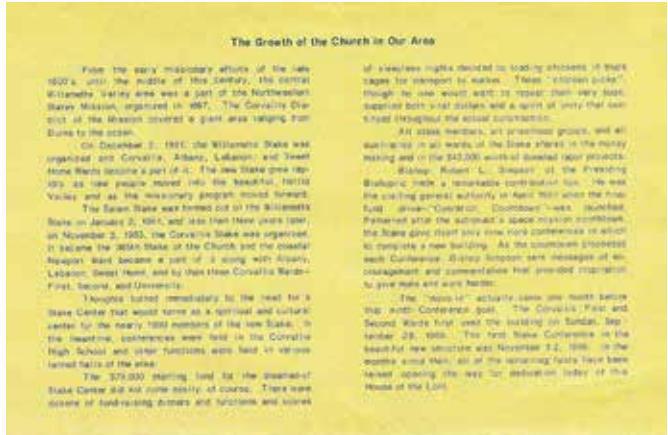 The Growth of the Church in Our Area
From the early missionary efforts of the late
1800's until the middle of this century, the central
Willamette Valley area was a part of the Northwestern
States Mission, organized in 1897. The Corvallis Dis-
trict of the Mission covered a giant area ranging from
Burns to the ocean.
On December 2, 1951, the Willamette Stake was
organized and Corvallis, Albany, Lebanon, and Sweet
Home Wards became a part of it. The new Stake grew rap-
idly as new people moved into the beautiful, fertile
Valley and as the missionary program moved forward.
The Salem Stake was formed out of the Willamette
Stake on January 2, 1961, and less than three years later,
on November 3, 1963, the Corvallis Stake was organized.
It became the Stake of the Church and the coastal
Newport Ward became a part of it along with Albany,
Lebanon, Sweet Home, and by then three Corvallis Wards—
First, Second, and University.
Thoughts turned immediately to the need for a
Stake Center that would serve as a spiritual and cultural
center for the nearly members of the new Stake. In
the meantime, conferences were held in the Corvallis
High School and other functions were held in various
rented halls of the area.
The starting fund for the dreamed-of
Stake Center did not come easily, of course. There were
dozens of fund-raising dinners and functions and scores
of sleepless nights devoted to loading chickens in their
cages for transport to market. These "chicken picks",
though no one would want to repeat them very soon,
supplied both vital dollars and a spirit of unity that con-
tinued throughout the actual construction.
All stake members, all priesthood groups, and all
auxiliaries in all wards of the Stake shared in the money
making and in the worth of donated labor projects.
Bishop Robert L. Simpson of the Presiding
Bishopric made a remarkable contribution too. He was
the visiting general authority in April when the final
fund driven—"Operation Countdown"—was launched.
Patterned after the astronaut's space mission countdown,
the Stake gave itself only nine more conferences in which
to complete a new building. As the countdown proceeded
each Conference, Bishop Simpson sent messages of en-
couragement and commendation that provided inspiration
to give more and work harder.
The "move-in" actually came one month before
the ninth Conference goal. The Corvallis First and
Second Wards first used the building on Sunday, Sep-
tember 28, The first Stake Conference in the
beautiful new structure was November 1-2, In the
months since then, all of the remaining funds have been
raised opening the way for dedication today of this
House of the Lord.